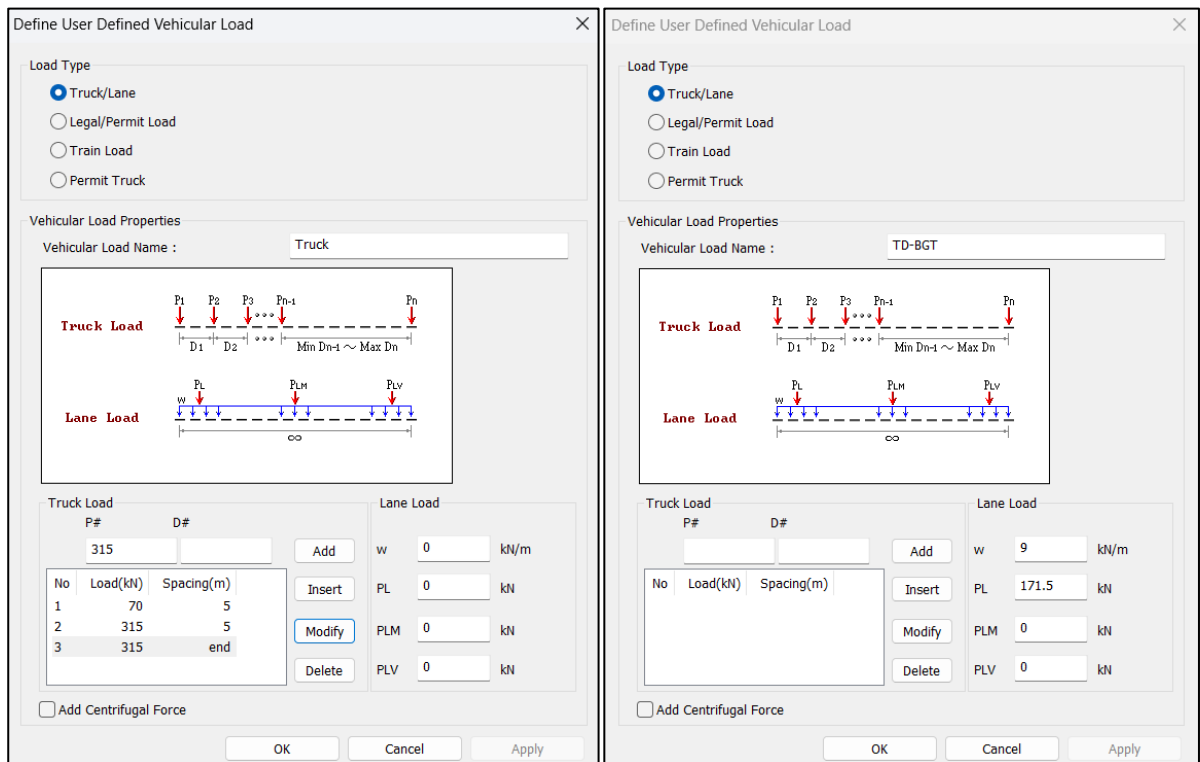 Define User Defined Vehicular Load
Load Type
Truck/Lane
Legal/Permit Load
Train Load
Permit Truck
Vehicular Load Properties
Vehicular Load Name :
Truck
P1 P2 P3 Pn-1 Pn
Truck Load
D1 D2 Min Dn-1 ~ Max Dn
PL PLM PLV
w
Lane Load
∞
Truck Load
P# D#
315
Add
No Load(kN) Spacing(m)
1 70 5
2 315 5
3 315 end
Insert
Modify
Delete
Lane Load
w 0 kN/m
PL 0 kN
PLM 0 kN
PLV 0 kN
Add Centrifugal Force
OK Cancel Apply
Define User Defined Vehicular Load
Load Type
Truck/Lane
Legal/Permit Load
Train Load
Permit Truck
Vehicular Load Properties
Vehicular Load Name :
TD-BGT
P1 P2 P3 Pn-1 Pn
Truck Load
D1 D2 Min Dn-1 ~ Max Dn
PL PLM PLV
w
Lane Load
∞
Truck Load
P# D#
Add
No Load(kN) Spacing(m)
Insert
Modify
Delete
Lane Load
w 9 kN/m
PL 171.5 kN
PLM 0 kN
PLV 0 kN
Add Centrifugal Force
OK Cancel Apply